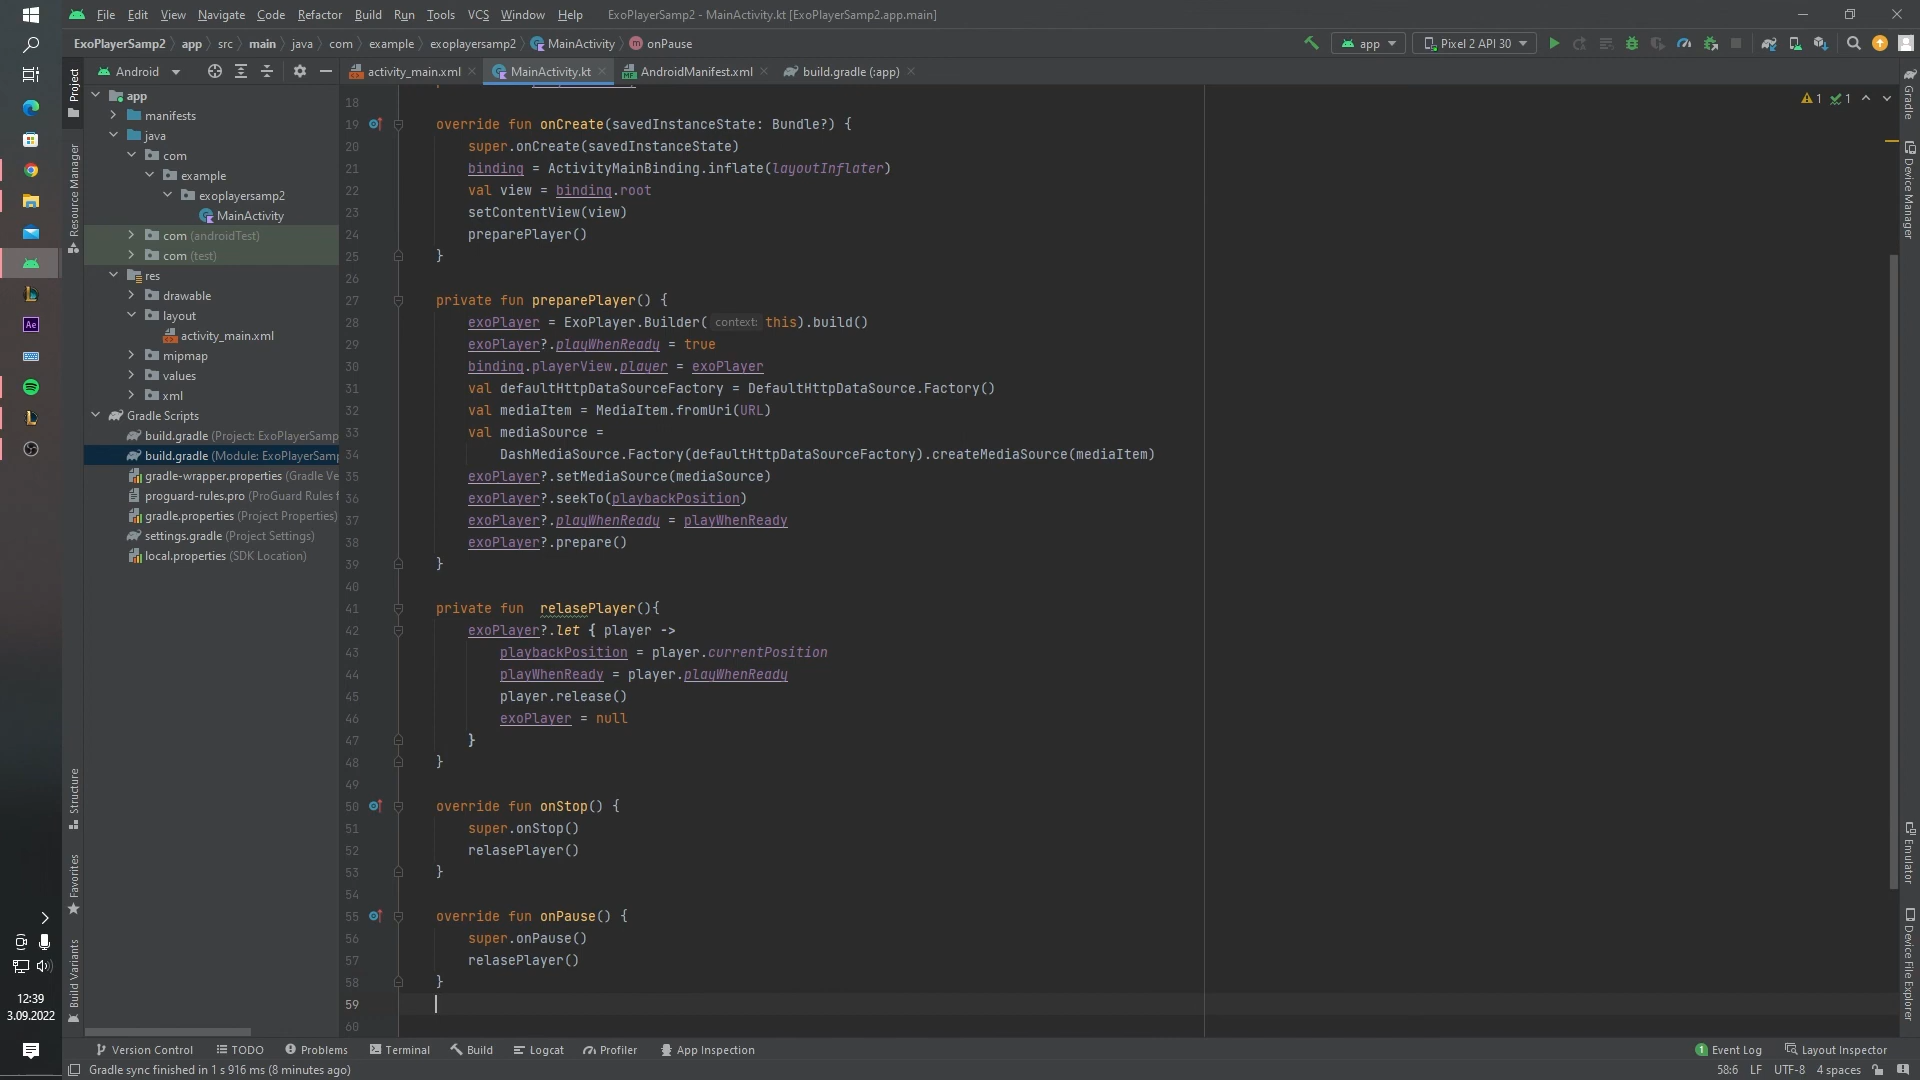 File Edit View Navigate Code Refactor Build Run Tools VCS Window Help ExoPlayerSamp2 - MainActivity.kt [ExoPlayerSamp2.app.main]
ExoPlayerSamp2 app src main java com example exoplayersamp2 MainActivity onPause app Pixel 2 API 30
Android activity_main.xml MainActivity.kt AndroidManifest.xml build.gradle (:app)
Project
Resource Manager
Structure
Favorites
Build Variants
app
manifests
java
com
example
exoplayersamp2
MainActivity
com (androidTest)
com (test)
res
drawable
layout
activity_main.xml
mipmap
values
xml
Gradle Scripts
build.gradle (Project: ExoPlayerSamp
build.gradle (Module: ExoPlayerSamp
gradle-wrapper.properties (Gradle Ve
proguard-rules.pro (ProGuard Rules f
gradle.properties (Project Properties)
settings.gradle (Project Settings)
local.properties (SDK Location)
1 1
18
19 override fun onCreate(savedInstanceState: Bundle?) {
20 super.onCreate(savedInstanceState)
21 binding = ActivityMainBinding.inflate(layoutInflater)
22 val view = binding.root
23 setContentView(view)
24 preparePlayer()
25 }
26
27 private fun preparePlayer() {
28 exoPlayer = ExoPlayer.Builder( context: this).build()
29 exoPlayer?.playWhenReady = true
30 binding.playerView.player = exoPlayer
31 val defaultHttpDataSourceFactory = DefaultHttpDataSource.Factory()
32 val mediaItem = MediaItem.fromUri(URL)
33 val mediaSource =
34 DashMediaSource.Factory(defaultHttpDataSourceFactory).createMediaSource(mediaItem)
35 exoPlayer?.setMediaSource(mediaSource)
36 exoPlayer?.seekTo(playbackPosition)
37 exoPlayer?.playWhenReady = playWhenReady
38 exoPlayer?.prepare()
39 }
40
41 private fun relasePlayer(){
42 exoPlayer?.let { player ->
43 playbackPosition = player.currentPosition
44 playWhenReady = player.playWhenReady
45 player.release()
46 exoPlayer = null
47 }
48 }
49
50 override fun onStop() {
51 super.onStop()
52 relasePlayer()
53 }
54
55 override fun onPause() {
56 super.onPause()
57 relasePlayer()
58 }
59
60
Gradle
Device Manager
Emulator
Device File Explorer
Ae
12:39
3.09.2022
Version Control TODO Problems Terminal Build Logcat Profiler App Inspection 1 Event Log Layout Inspector
Gradle sync finished in 1 s 916 ms (8 minutes ago) 58:6 LF UTF-8 4 spaces